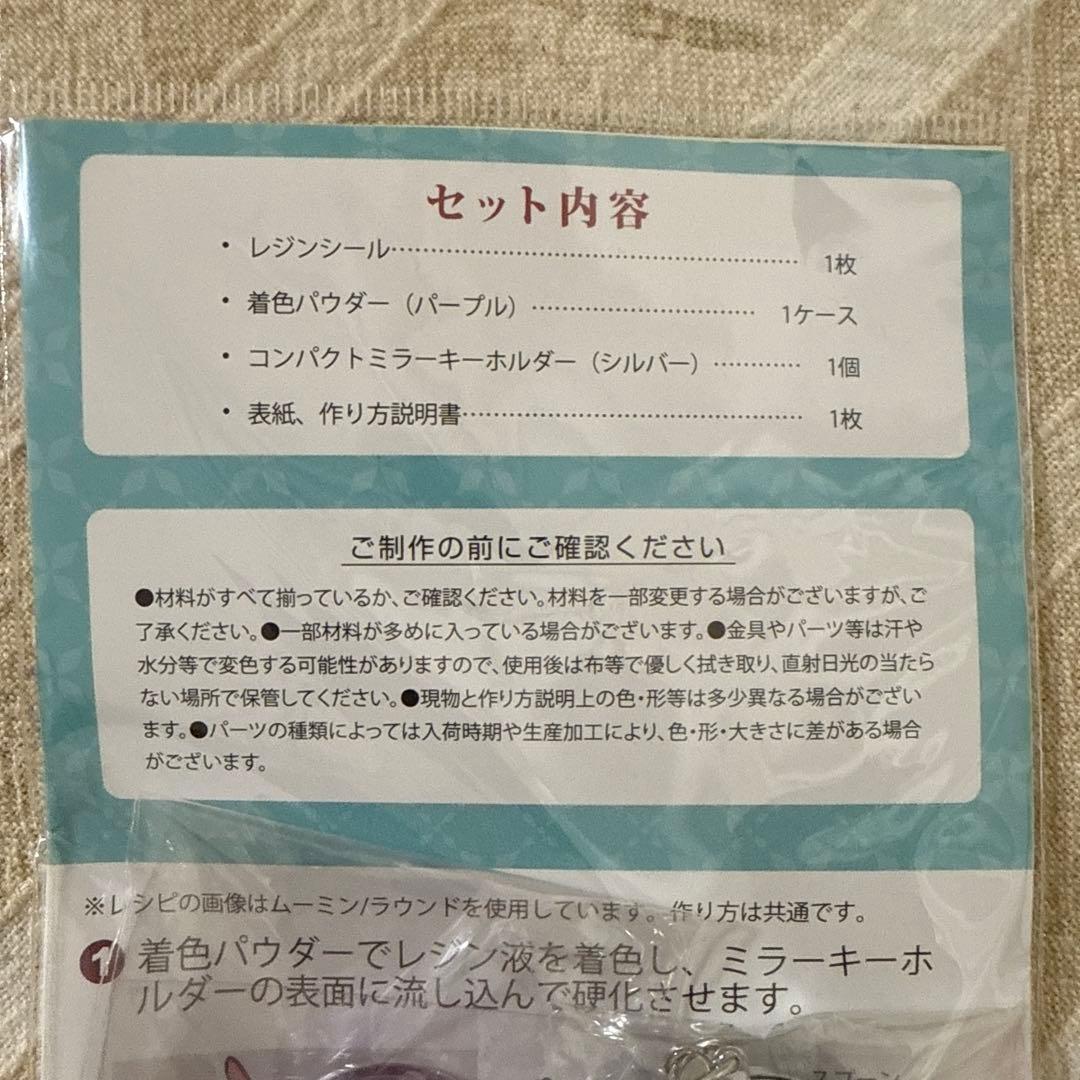 セット内容
・レジンシール…………………………………………… 1枚
・着色パウダー（パープル）……………………… 1ケース
・コンパクトミラーキーホルダー（シルバー）………… 1個
・表紙、作り方説明書…………………………………… 1枚
ご制作の前にご確認ください
●材料がすべて揃っているか、ご確認ください。材料を一部変更する場合がございますが、ご
了承ください。●一部材料が多めに入っている場合がございます。●金具やパーツ等は汗や
水分等で変色する可能性がありますので、使用後は布等で優しく拭き取り、直射日光の当たら
ない場所で保管してください。●現物と作り方説明上の色・形等は多少異なる場合がござい
ます。●パーツの種類によっては入荷時期や生産加工により、色・形・大きさに差がある場合
がございます。
※レシピの画像はムーミン/ラウンドを使用しています。作り方は共通です。
1 着色パウダーでレジン液を着色し、ミラーキーホ
ルダーの表面に流し込んで硬化させます。